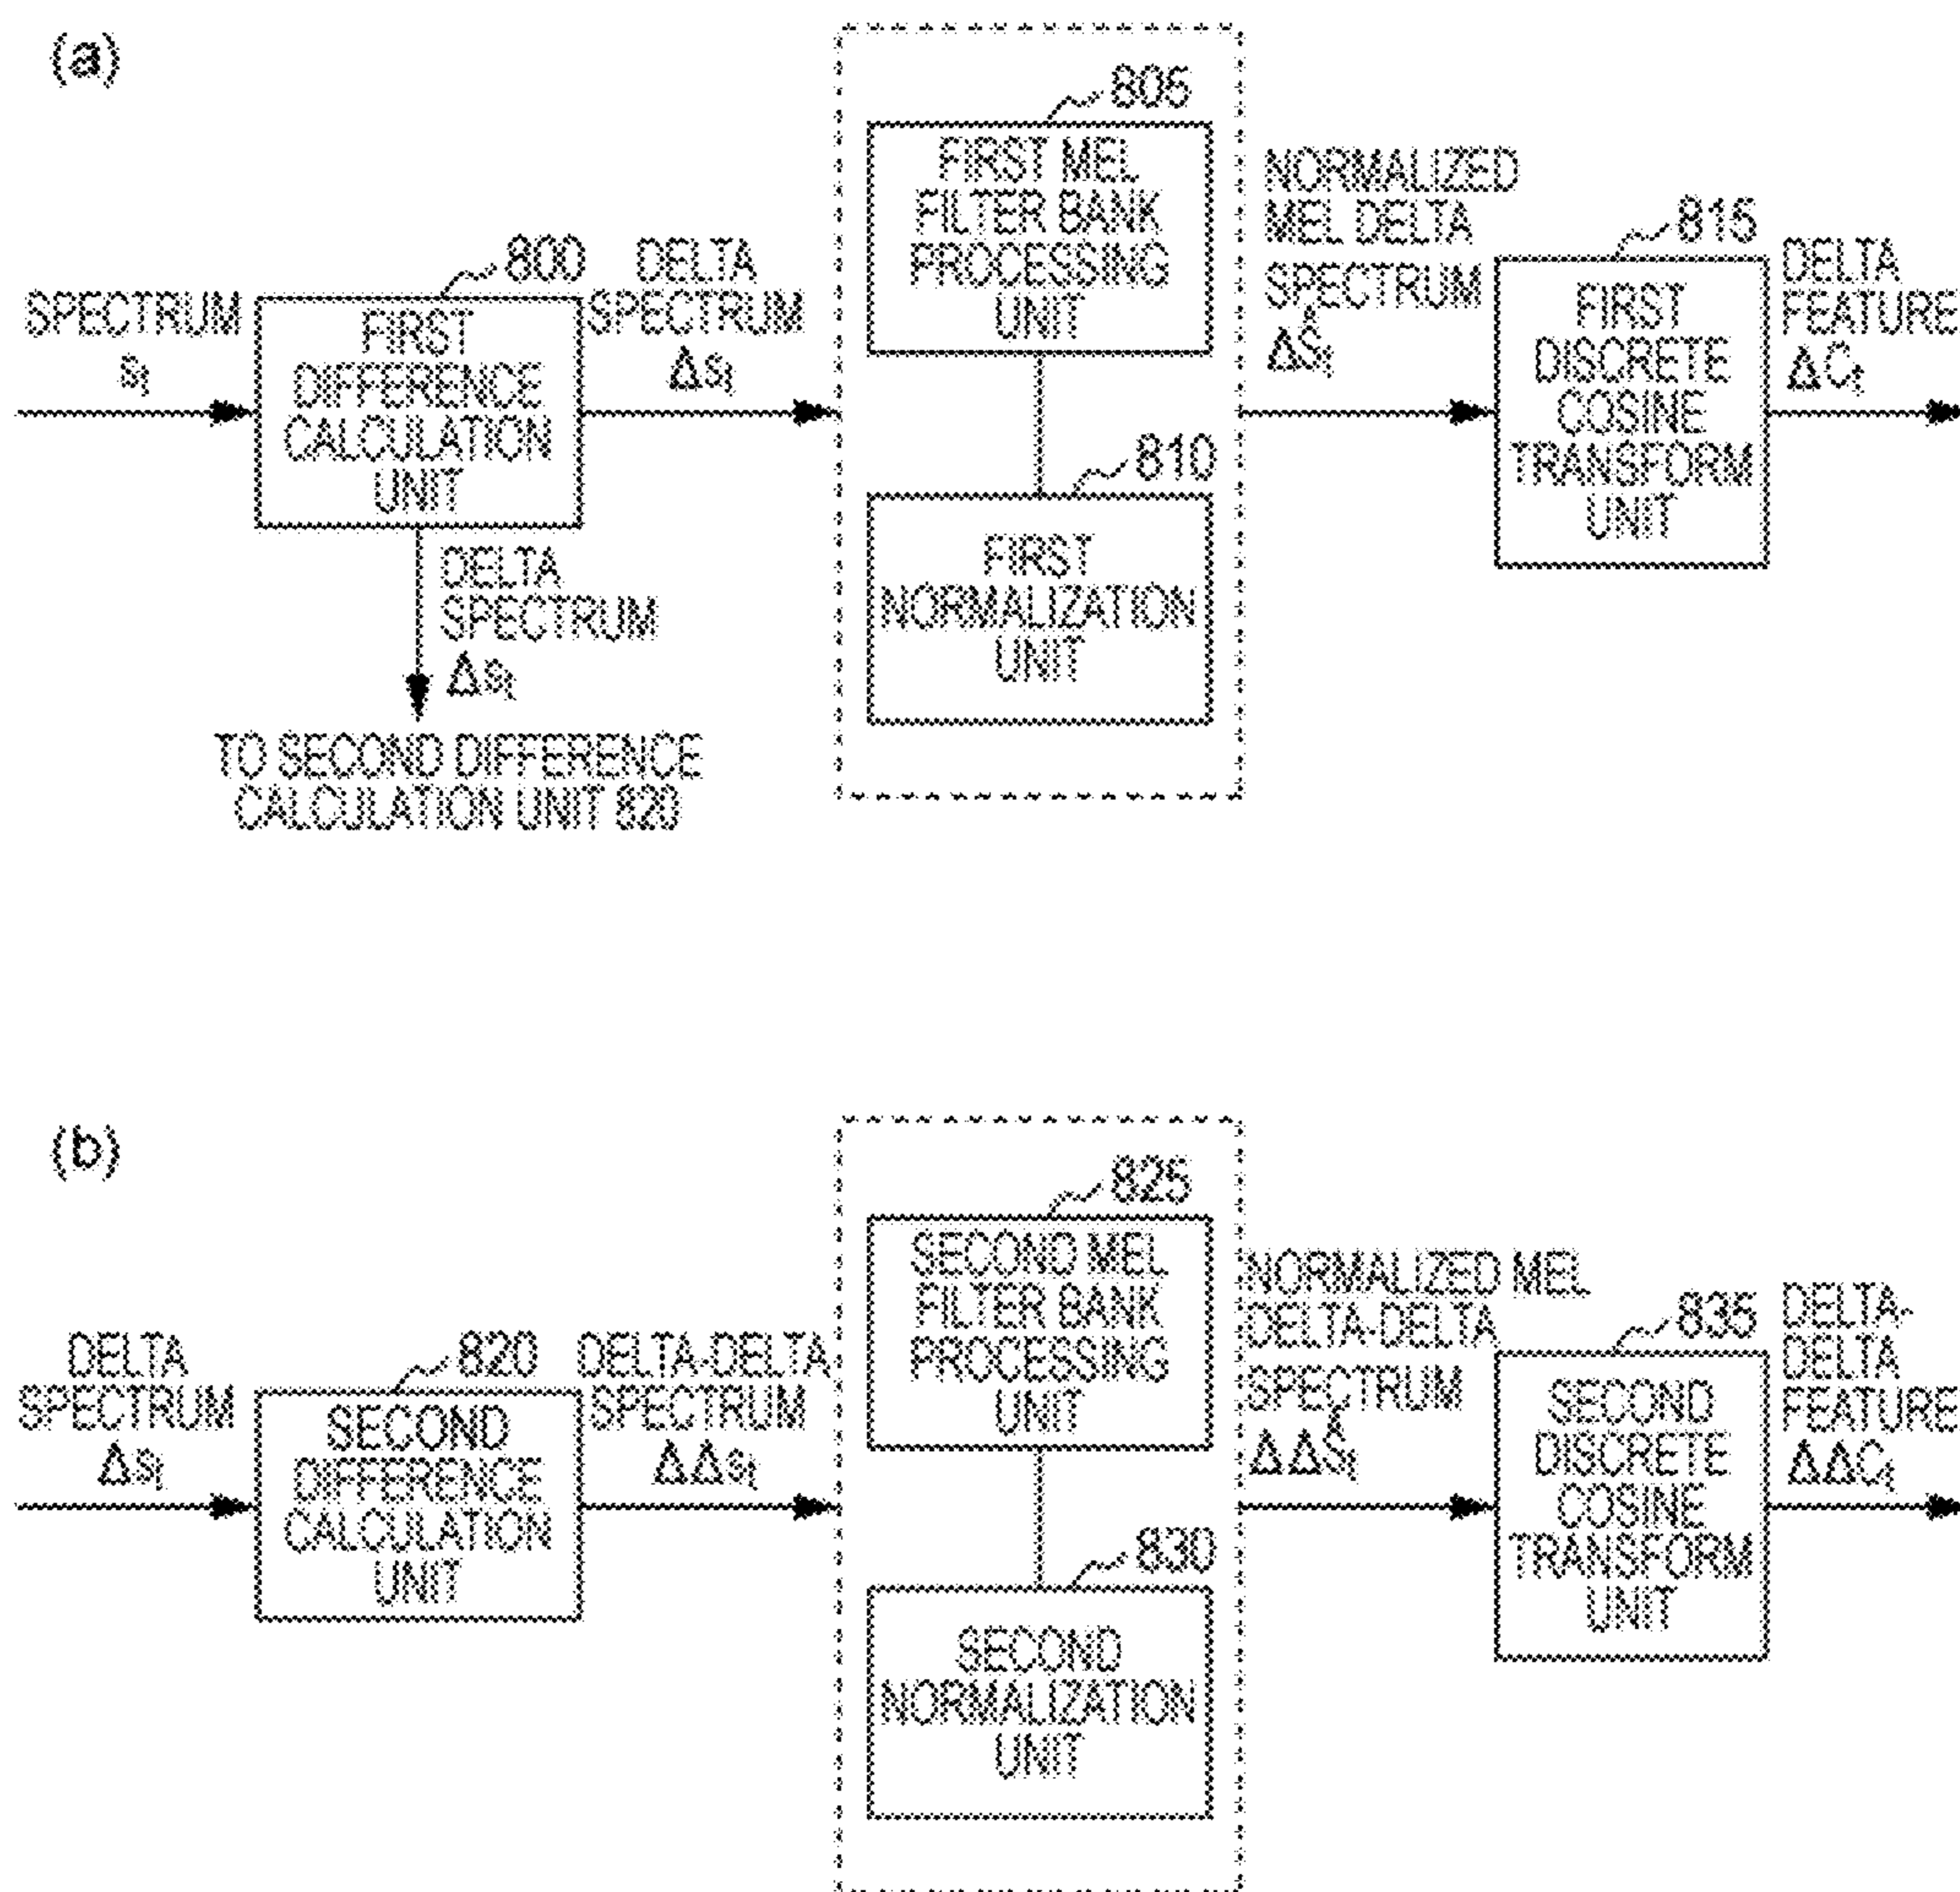 (a)
SPECTRUM
st
800
FIRST
DIFFERENCE
CALCULATION
UNIT
DELTA
SPECTRUM
Δst
DELTA
SPECTRUM
Δst
TO SECOND DIFFERENCE
CALCULATION UNIT 820
805
FIRST MEL
FILTER BANK
PROCESSING
UNIT
810
FIRST
NORMALIZATION
UNIT
NORMALIZED
MEL DELTA
SPECTRUM
ΔŜt
815
FIRST
DISCRETE
COSINE
TRANSFORM
UNIT
DELTA
FEATURE
ΔCt
(b)
DELTA
SPECTRUM
Δst
820
SECOND
DIFFERENCE
CALCULATION
UNIT
DELTA-DELTA
SPECTRUM
ΔΔst
825
SECOND MEL
FILTER BANK
PROCESSING
UNIT
830
SECOND
NORMALIZATION
UNIT
NORMALIZED MEL
DELTA-DELTA
SPECTRUM
ΔΔŜt
835
SECOND
DISCRETE
COSINE
TRANSFORM
UNIT
DELTA-
DELTA
FEATURE
ΔΔCt